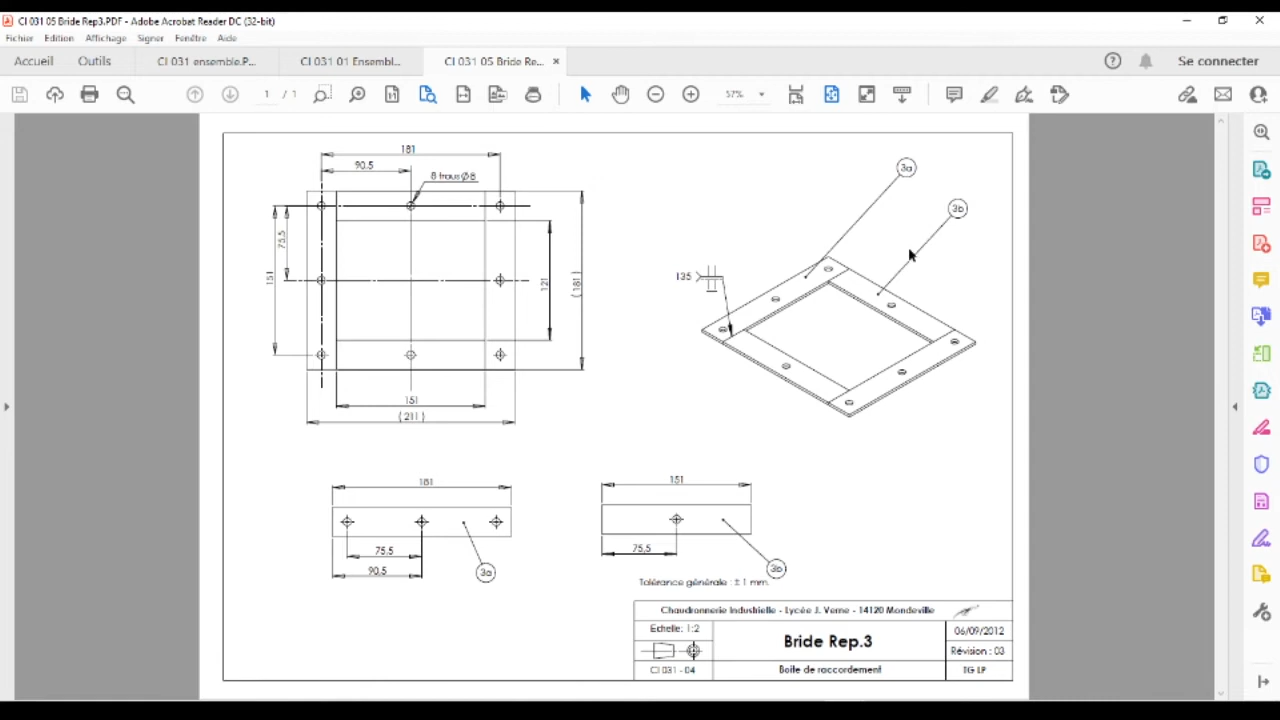 CI 031 05 Bride Rep3.PDF - Adobe Acrobat Reader DC (32-bit)
Fichier Edition Affichage Signer Fenêtre Aide
Accueil Outils CI 031 ensemble.P... CI 031 01 Ensembl... CI 031 05 Bride Re... × Se connecter
1 / 1 57%
181
90,5
8 trous Ø8
3a
3b
75,5
151
121
( 181 )
135
151
( 211 )
181
75,5
90,5
3a
151
75,5
3b
Tolérance générale : ± 1 mm.
Chaudronnerie Industrielle - Lycée J. Verne - 14120 Mondeville
Echelle: 1:2
Bride Rep.3
06/09/2012
Révision : 03
CI 031 - 04
Boite de raccordement
TG LP